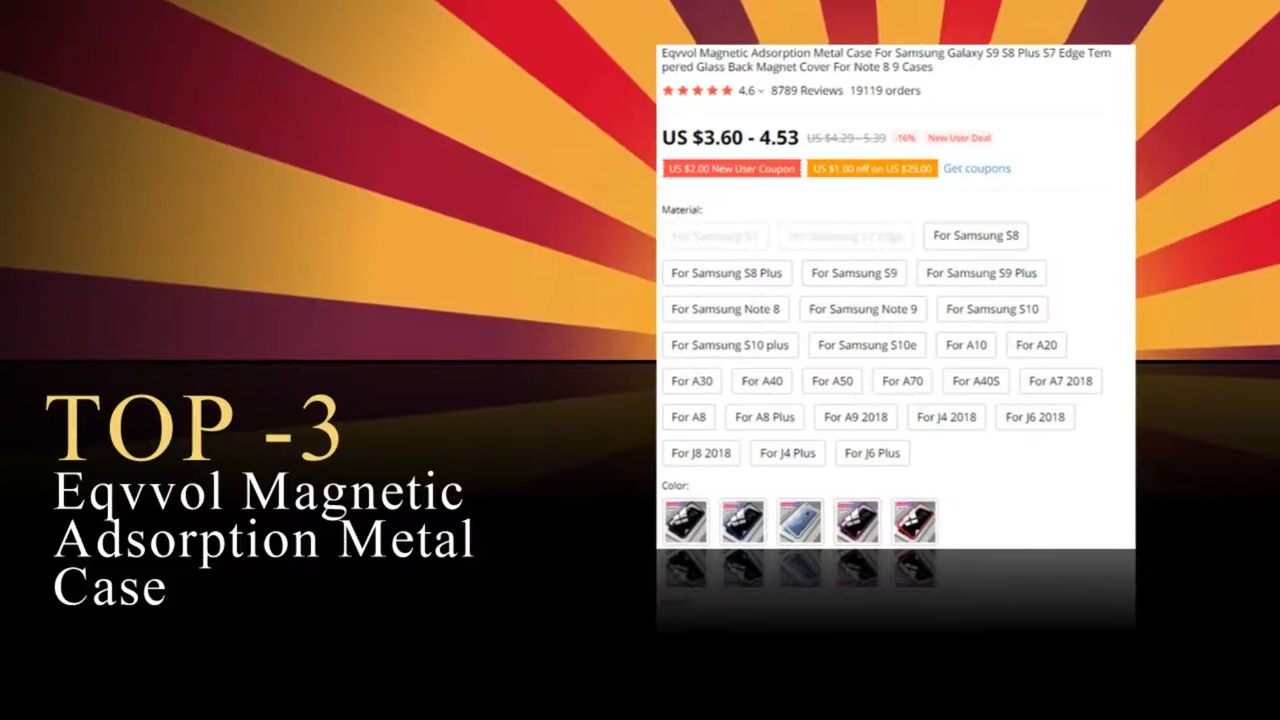 Eqvvol Magnetic Adsorption Metal Case For Samsung Galaxy S9 S8 Plus S7 Edge Tem
pered Glass Back Magnet Cover For Note 8 9 Cases
4.6 8789 Reviews 19119 orders
US $3.60 - 4.53 US $4.29 - 5.39 -16% New User Deal
US $2.00 New User Coupon US $1.00 off on US $29.00 Get coupons
Material:
For Samsung S7 For Samsung S7 Edge For Samsung S8
For Samsung S8 Plus For Samsung S9 For Samsung S9 Plus
For Samsung Note 8 For Samsung Note 9 For Samsung S10
For Samsung S10 plus For Samsung S10e For A10 For A20
For A30 For A40 For A50 For A70 For A40S For A7 2018
For A8 For A8 Plus For A9 2018 For J4 2018 For J6 2018
For J8 2018 For J4 Plus For J6 Plus
Color:
TOP -3
Eqvvol Magnetic
Adsorption Metal
Case